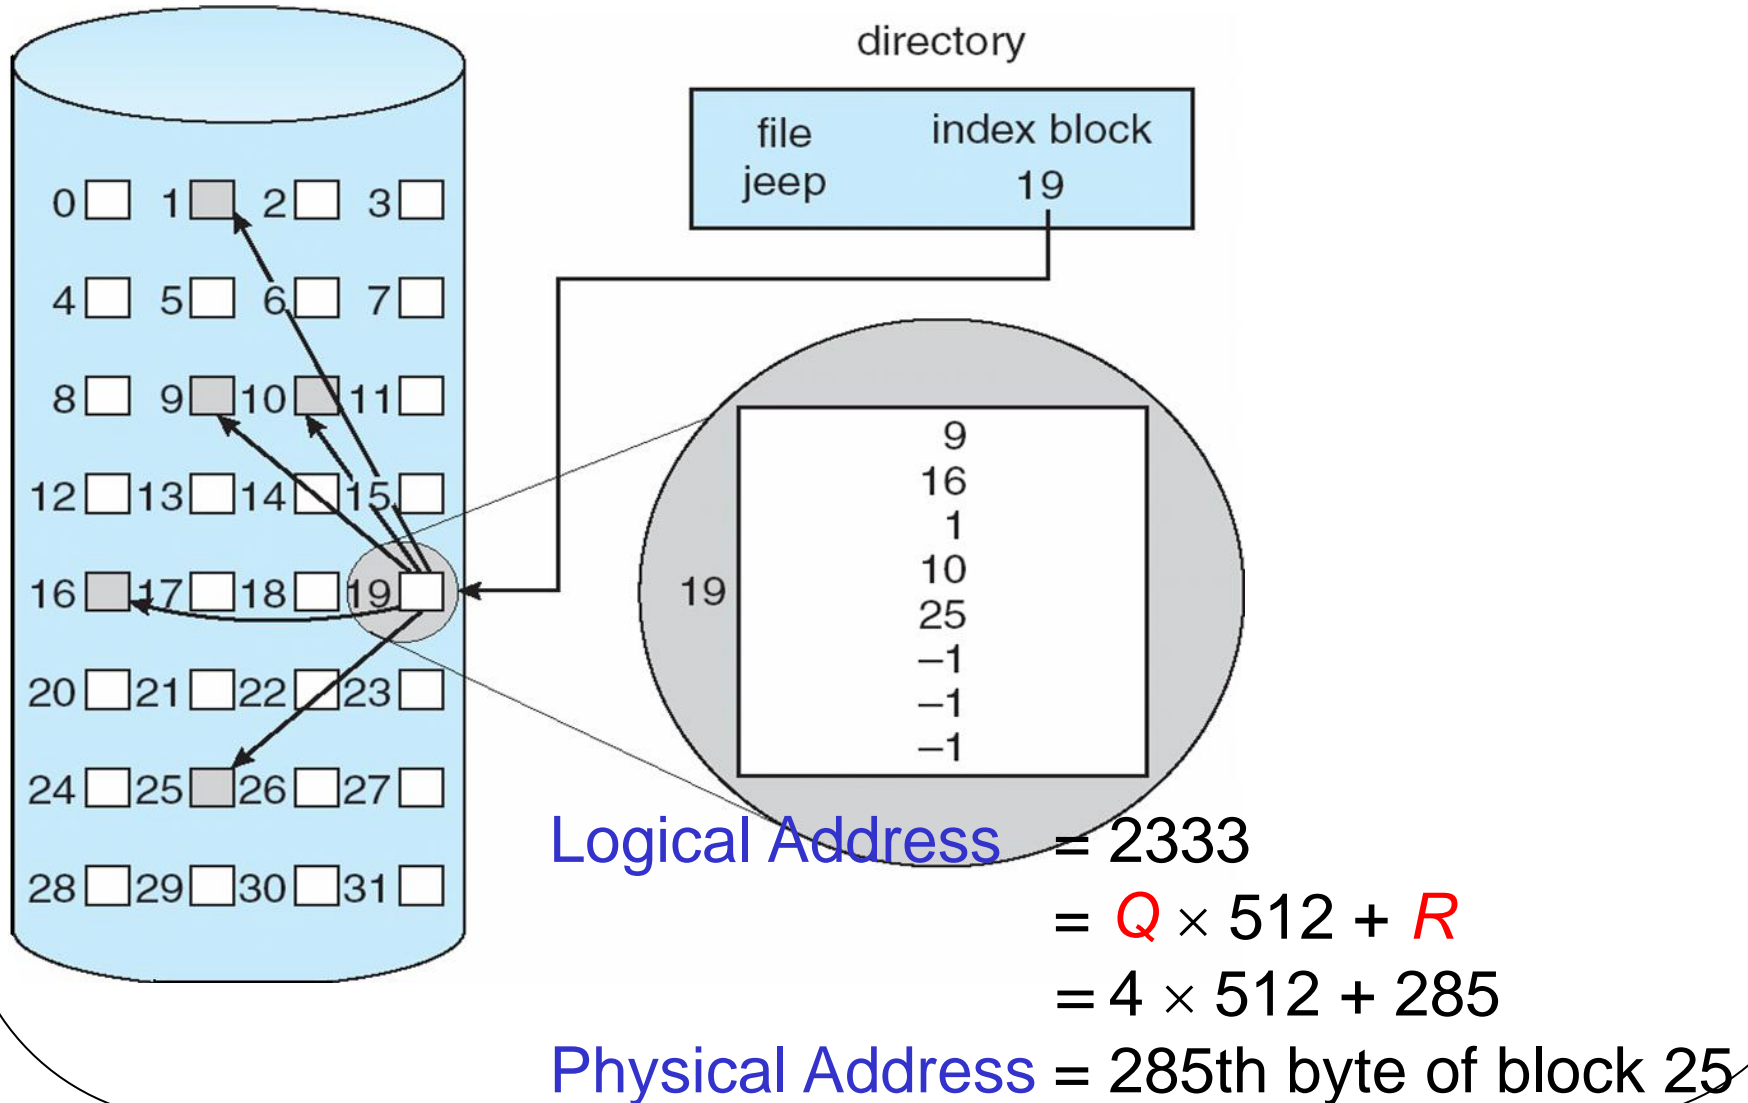 directory
file index block
jeep 19
0 1 2 3
4 5 6 7
8 9 10 11
12 13 14 15
16 17 18 19
20 21 22 23
24 25 26 27
28 29 30 31
19
9
16
1
10
25
–1
–1
–1
Logical Address = 2333
= Q × 512 + R
= 4 × 512 + 285
Physical Address = 285th byte of block 25